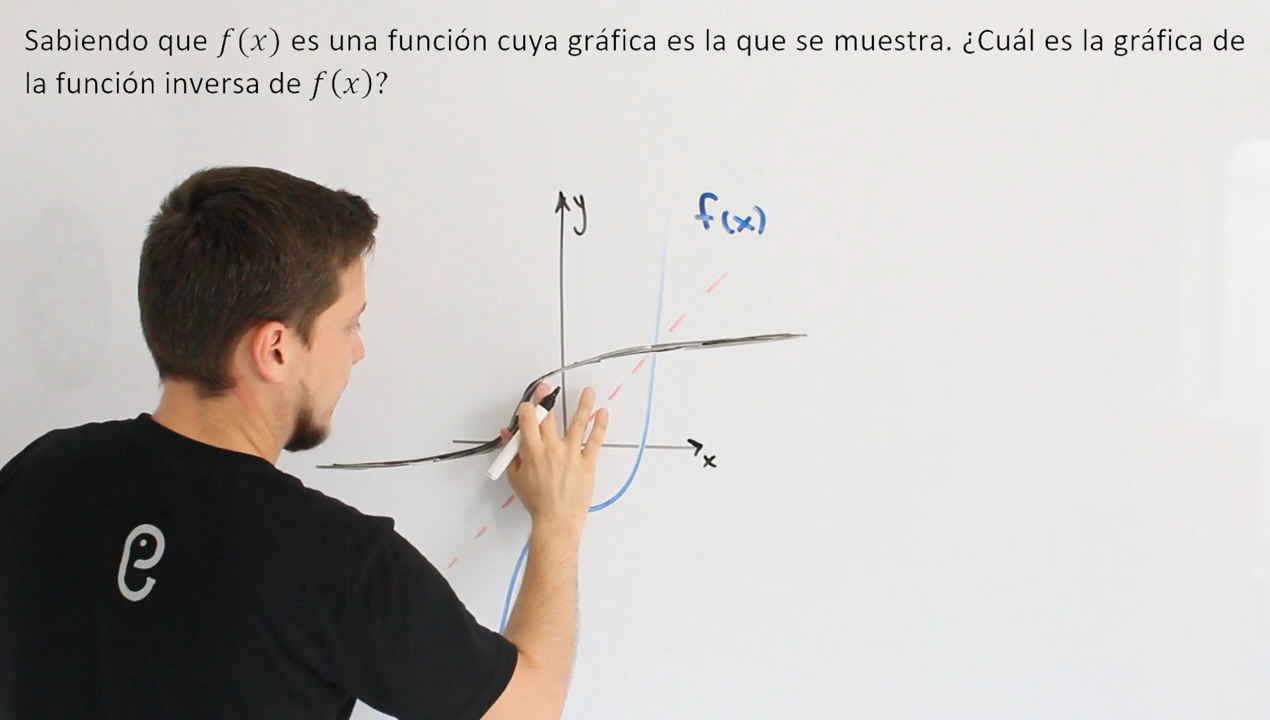 Sabiendo que f(x) es una función cuya gráfica es la que se muestra. ¿Cuál es la gráfica de
la función inversa de f(x)?
y
f(x)
x